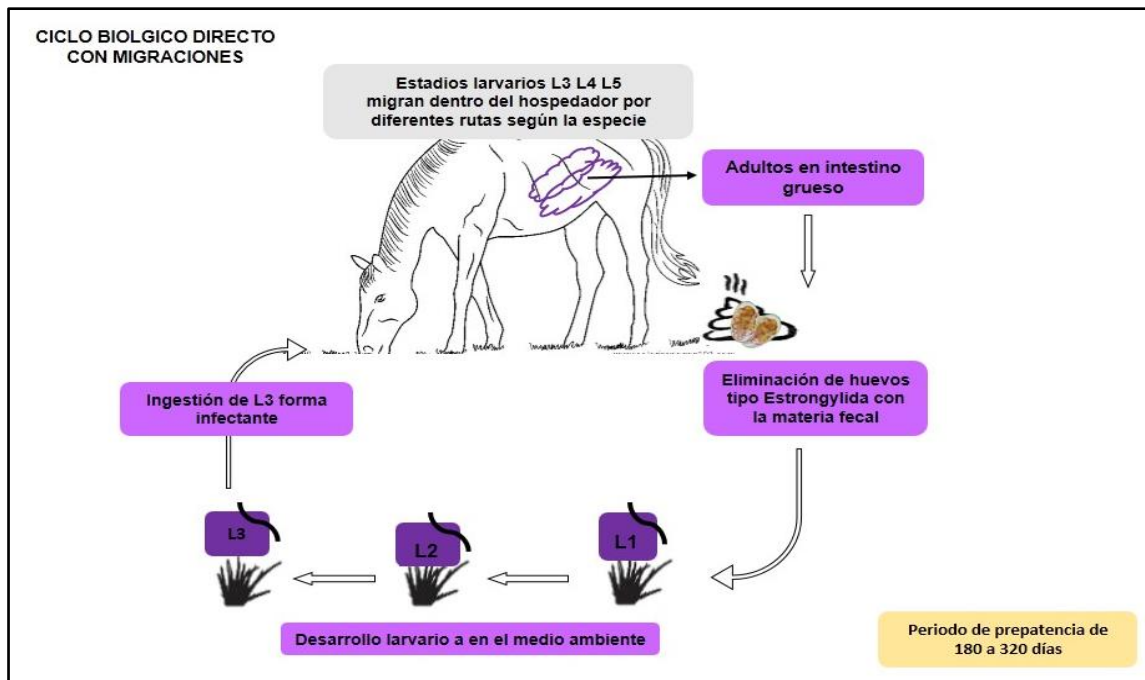 CICLO BIOLGICO DIRECTO
CON MIGRACIONES
Estadios larvarios L3 L4 L5
migran dentro del hospedador por
diferentes rutas según la especie
Adultos en intestino
grueso
Eliminación de huevos
tipo Estrongylida con
la materia fecal
Ingestión de L3 forma
infectante
L3
L2
L1
Desarrollo larvario a en el medio ambiente
Periodo de prepatencia de
180 a 320 días